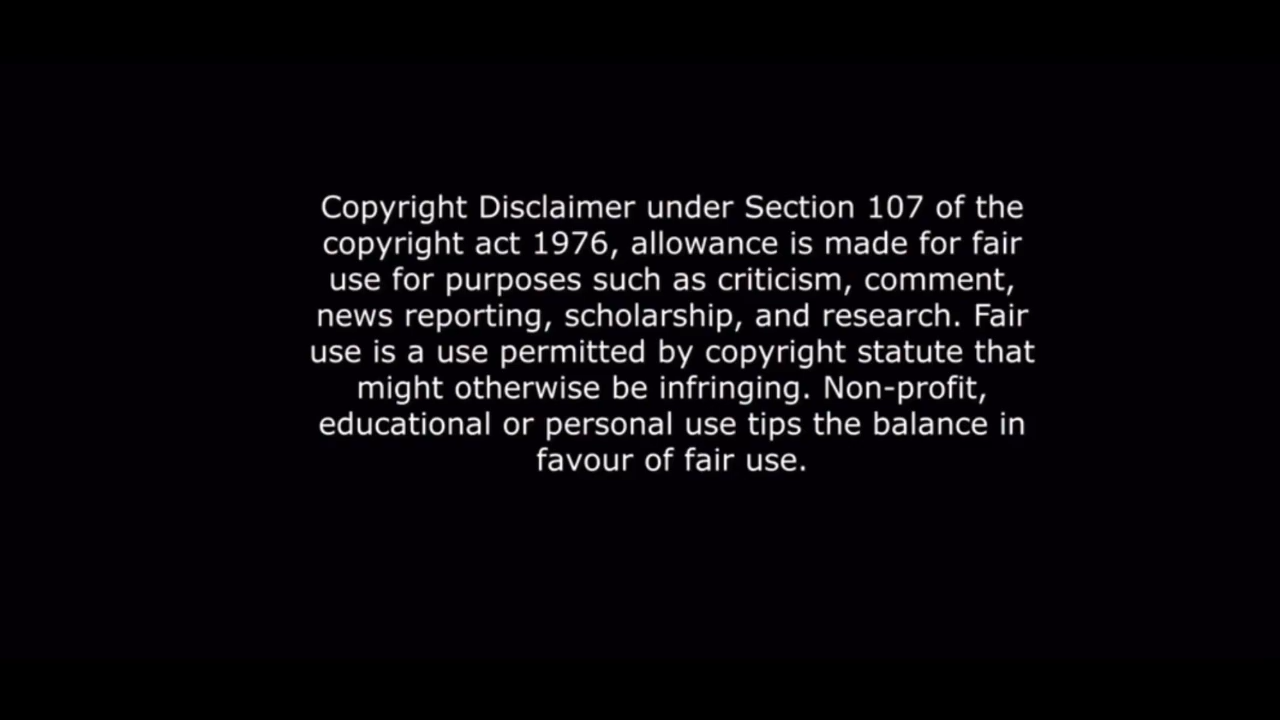 Copyright Disclaimer under Section 107 of the
copyright act 1976, allowance is made for fair
use for purposes such as criticism, comment,
news reporting, scholarship, and research. Fair
use is a use permitted by copyright statute that
might otherwise be infringing. Non-profit,
educational or personal use tips the balance in
favour of fair use.